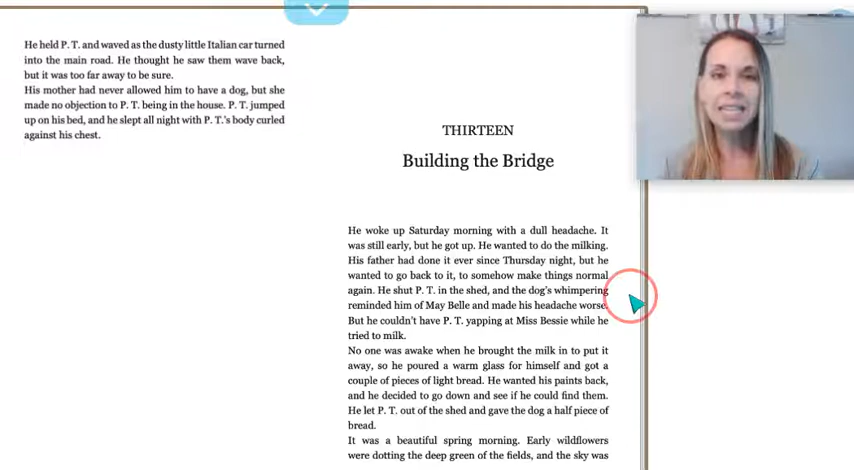 He held P. T. and waved as the dusty little Italian car turned
into the main road. He thought he saw them wave back,
but it was too far away to be sure.
His mother had never allowed him to have a dog, but she
made no objection to P. T. being in the house. P. T. jumped
up on his bed, and he slept all night with P. T.'s body curled
against his chest.
THIRTEEN
Building the Bridge
He woke up Saturday morning with a dull headache. It
was still early, but he got up. He wanted to do the milking.
His father had done it ever since Thursday night, but he
wanted to go back to it, to somehow make things normal
again. He shut P. T. in the shed, and the dog's whimpering
reminded him of May Belle and made his headache worse.
But he couldn't have P. T. yapping at Miss Bessie while he
tried to milk.
No one was awake when he brought the milk in to put it
away, so he poured a warm glass for himself and got a
couple of pieces of light bread. He wanted his paints back,
and he decided to go down and see if he could find them.
He let P. T. out of the shed and gave the dog a half piece of
bread.
It was a beautiful spring morning. Early wildflowers
were dotting the deep green of the fields, and the sky was